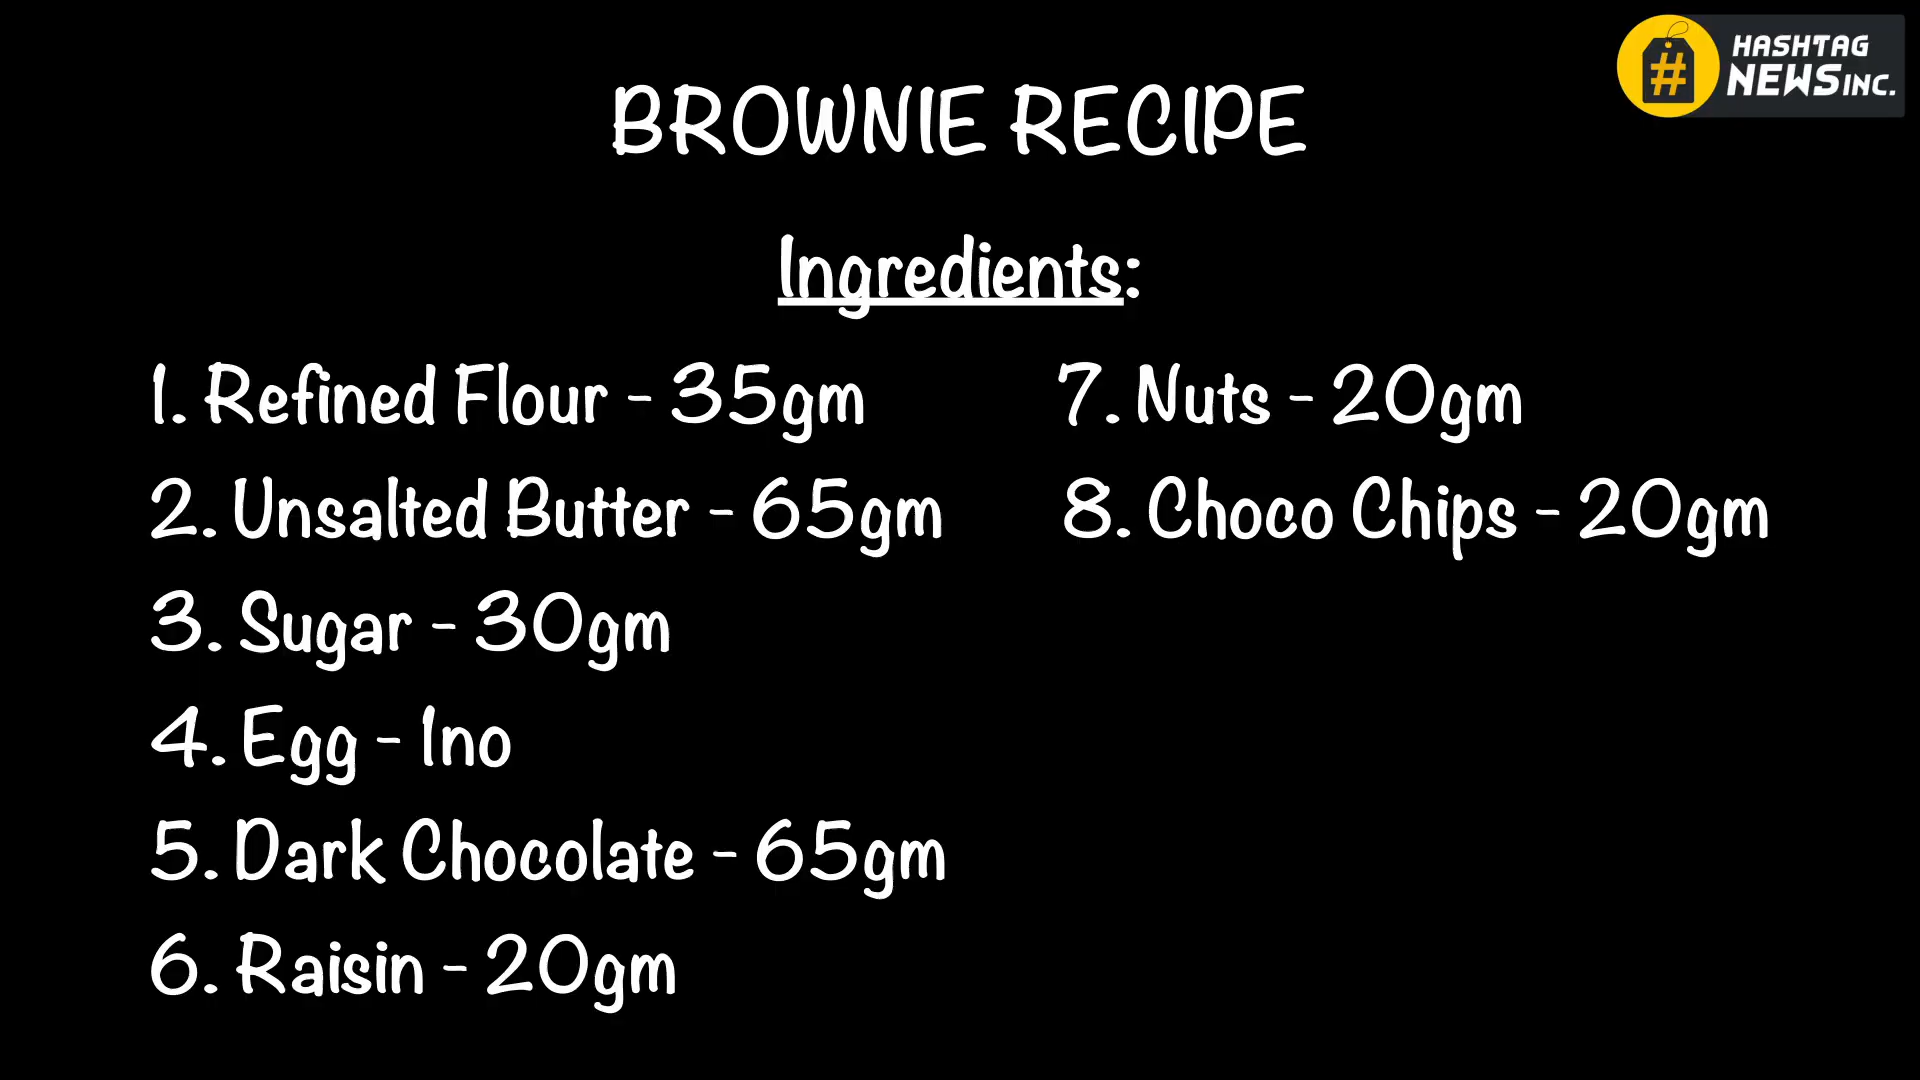 HASHTAG
NEWS INC.
BROWNIE RECIPE
Ingredients:
1. Refined Flour - 35gm
2. Unsalted Butter - 65gm
3. Sugar - 30gm
4. Egg - 1no
5. Dark Chocolate - 65gm
6. Raisin - 20gm
7. Nuts - 20gm
8. Choco Chips - 20gm